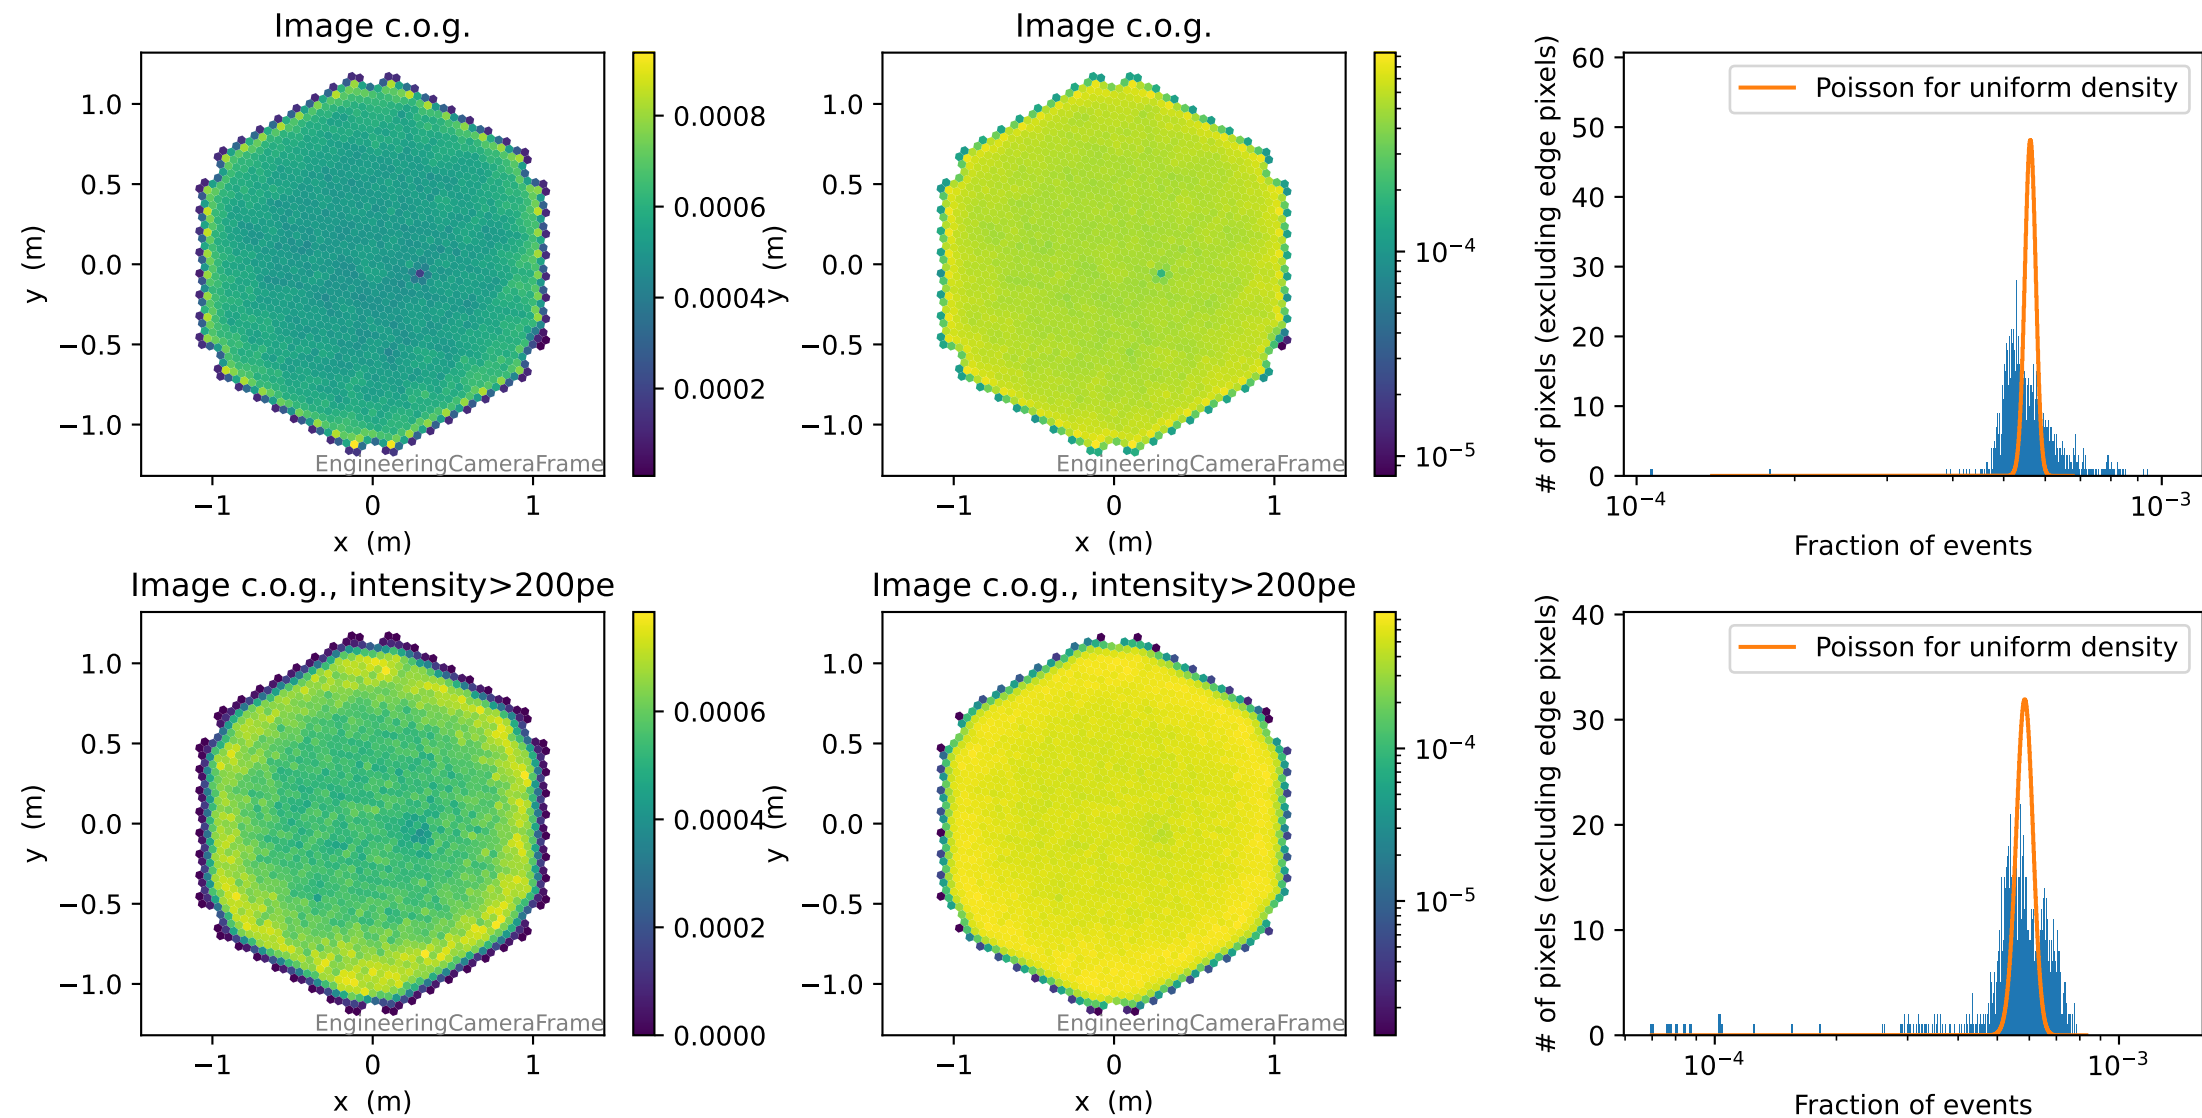 Image c.o.g.
1.0
0.5
0.0
−0.5
−1.0
y (m)
−1
0
1
x (m)
EngineeringCameraFrame
0.0008
0.0006
0.0004
0.0002
Image c.o.g.
1.0
0.5
0.0
−0.5
−1.0
y (m)
−1
0
1
x (m)
EngineeringCameraFrame
10⁻⁴
10⁻⁵
60
50
40
30
20
10
0
# of pixels (excluding edge pixels)
Poisson for uniform density
10⁻⁴
10⁻³
Fraction of events
Image c.o.g., intensity>200pe
1.0
0.5
0.0
−0.5
−1.0
y (m)
−1
0
1
x (m)
EngineeringCameraFrame
0.0006
0.0004
0.0002
0.0000
Image c.o.g., intensity>200pe
1.0
0.5
0.0
−0.5
−1.0
y (m)
−1
0
1
x (m)
EngineeringCameraFrame
10⁻⁴
10⁻⁵
40
30
20
10
0
# of pixels (excluding edge pixels)
Poisson for uniform density
10⁻⁴
10⁻³
Fraction of events